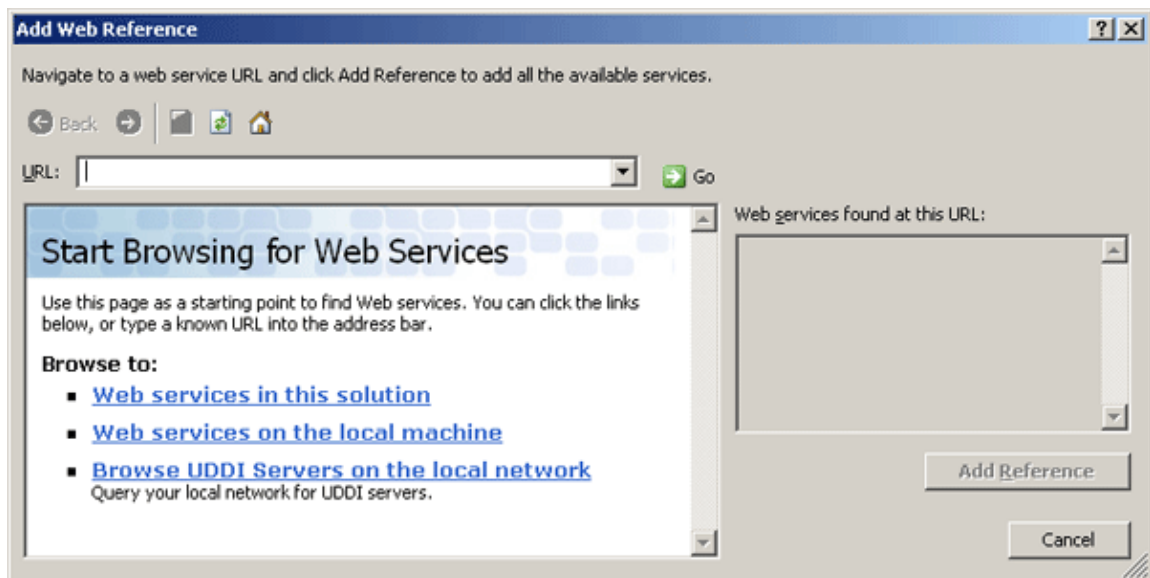 Add Web Reference
Navigate to a web service URL and click Add Reference to add all the available services.
Back
URL:
Go
Start Browsing for Web Services
Use this page as a starting point to find Web services. You can click the links
below, or type a known URL into the address bar.
Browse to:
Web services in this solution
Web services on the local machine
Browse UDDI Servers on the local network
Query your local network for UDDI servers.
Web services found at this URL:
Add Reference
Cancel